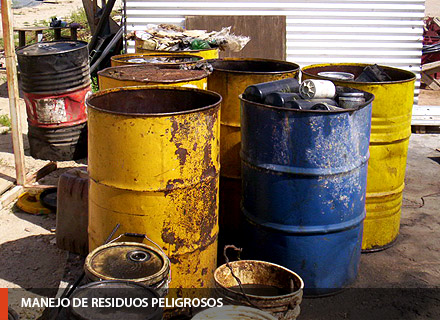 MANEJO DE RESIDUOS PELIGROSOS